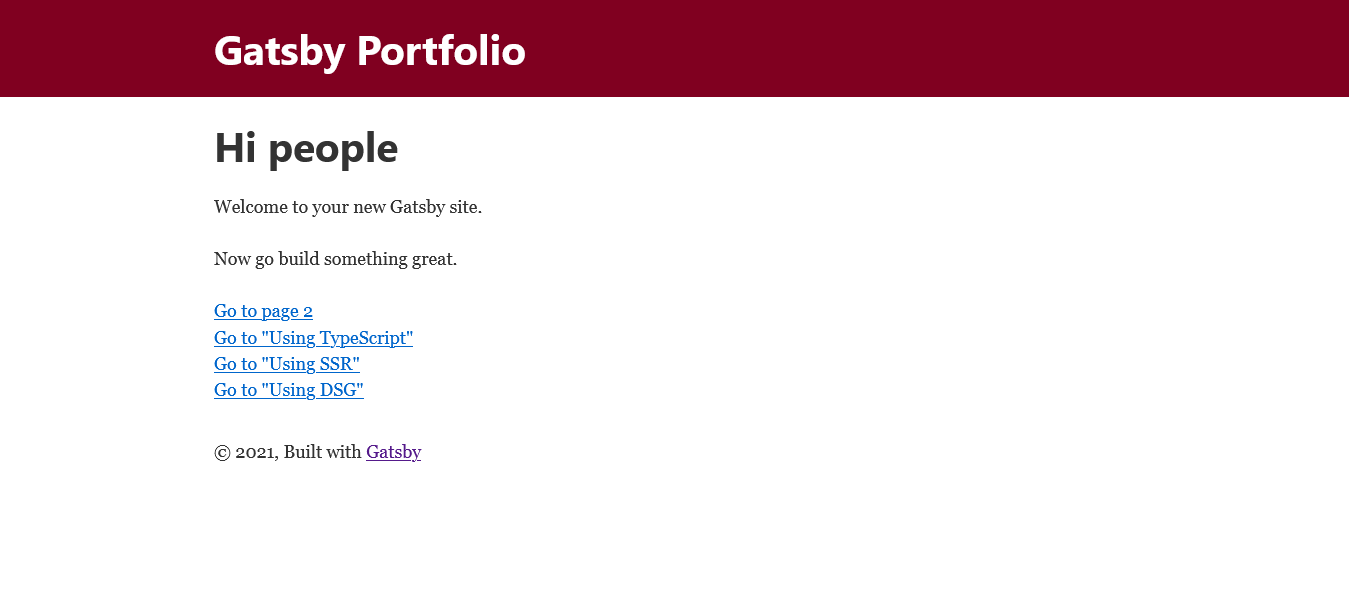 Gatsby Portfolio
Hi people
Welcome to your new Gatsby site.
Now go build something great.
Go to page 2
Go to "Using TypeScript"
Go to "Using SSR"
Go to "Using DSG"
© 2021, Built with Gatsby